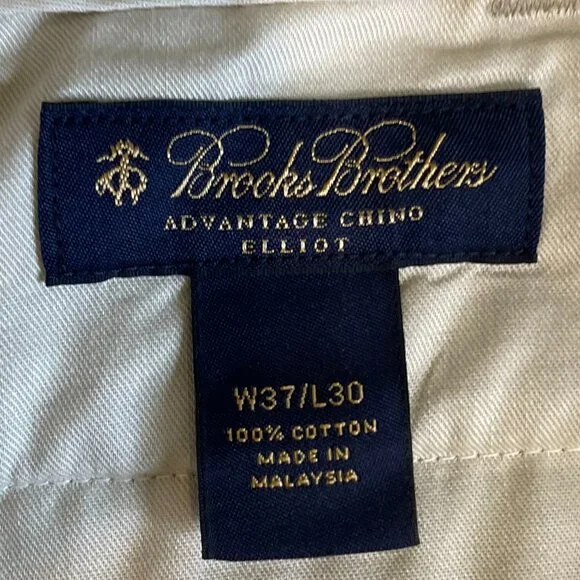 Brooks Brothers
ADVANTAGE CHINO
ELLIOT
W37/L30
100% COTTON
MADE IN
MALAYSIA